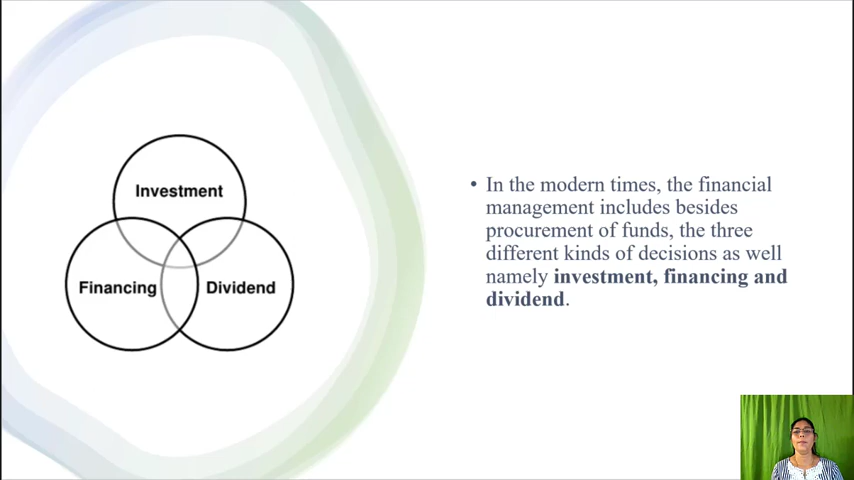 Investment
Financing
Dividend
• In the modern times, the financial
management includes besides
procurement of funds, the three
different kinds of decisions as well
namely investment, financing and
dividend.